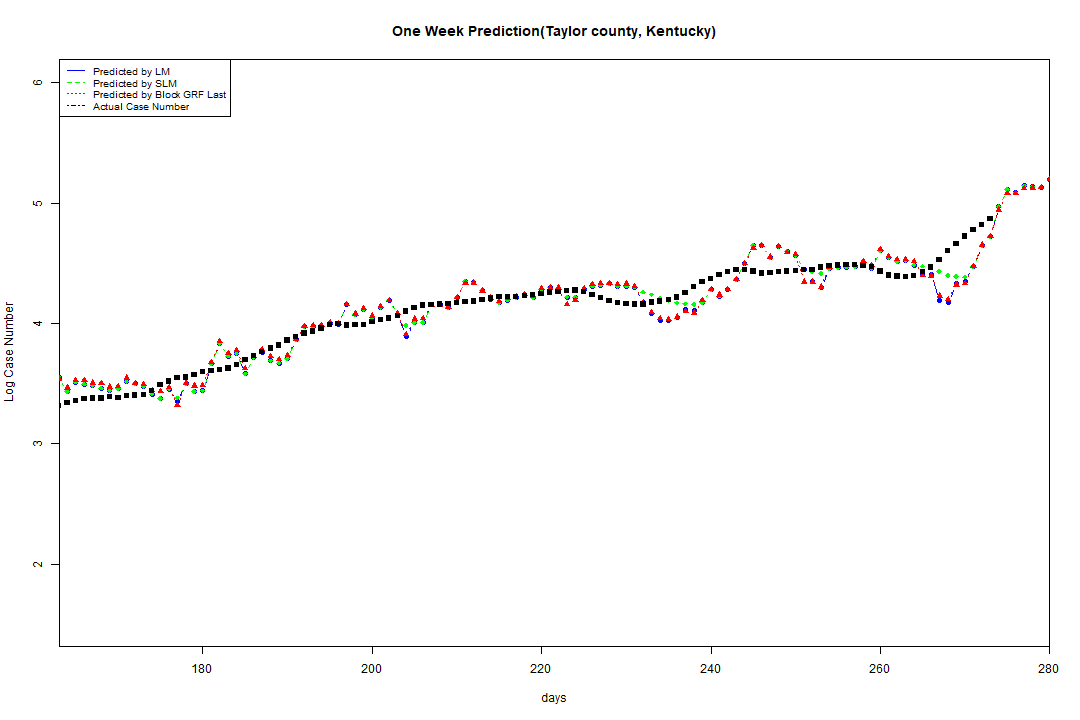 One Week Prediction(Taylor county, Kentucky)
Predicted by LM
Predicted by SLM
Predicted by Block GRF Last
Actual Case Number
6
5
4
3
2
Log Case Number
180 200 220 240 260 280
days